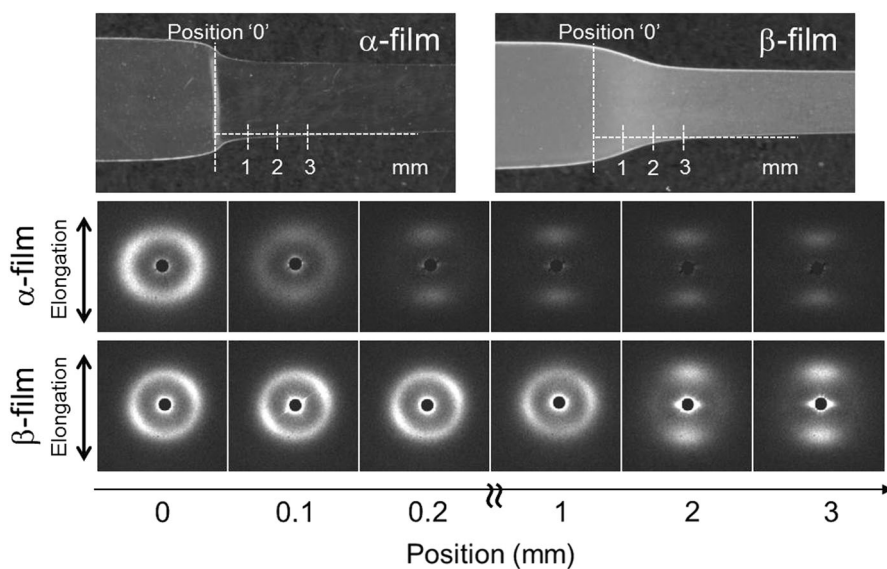 Position ‘0’
α-film
1
2
3
mm
Position ‘0’
β-film
1
2
3
mm
α-film
Elongation
β-film
Elongation
0
0.1
0.2
1
2
3
Position (mm)